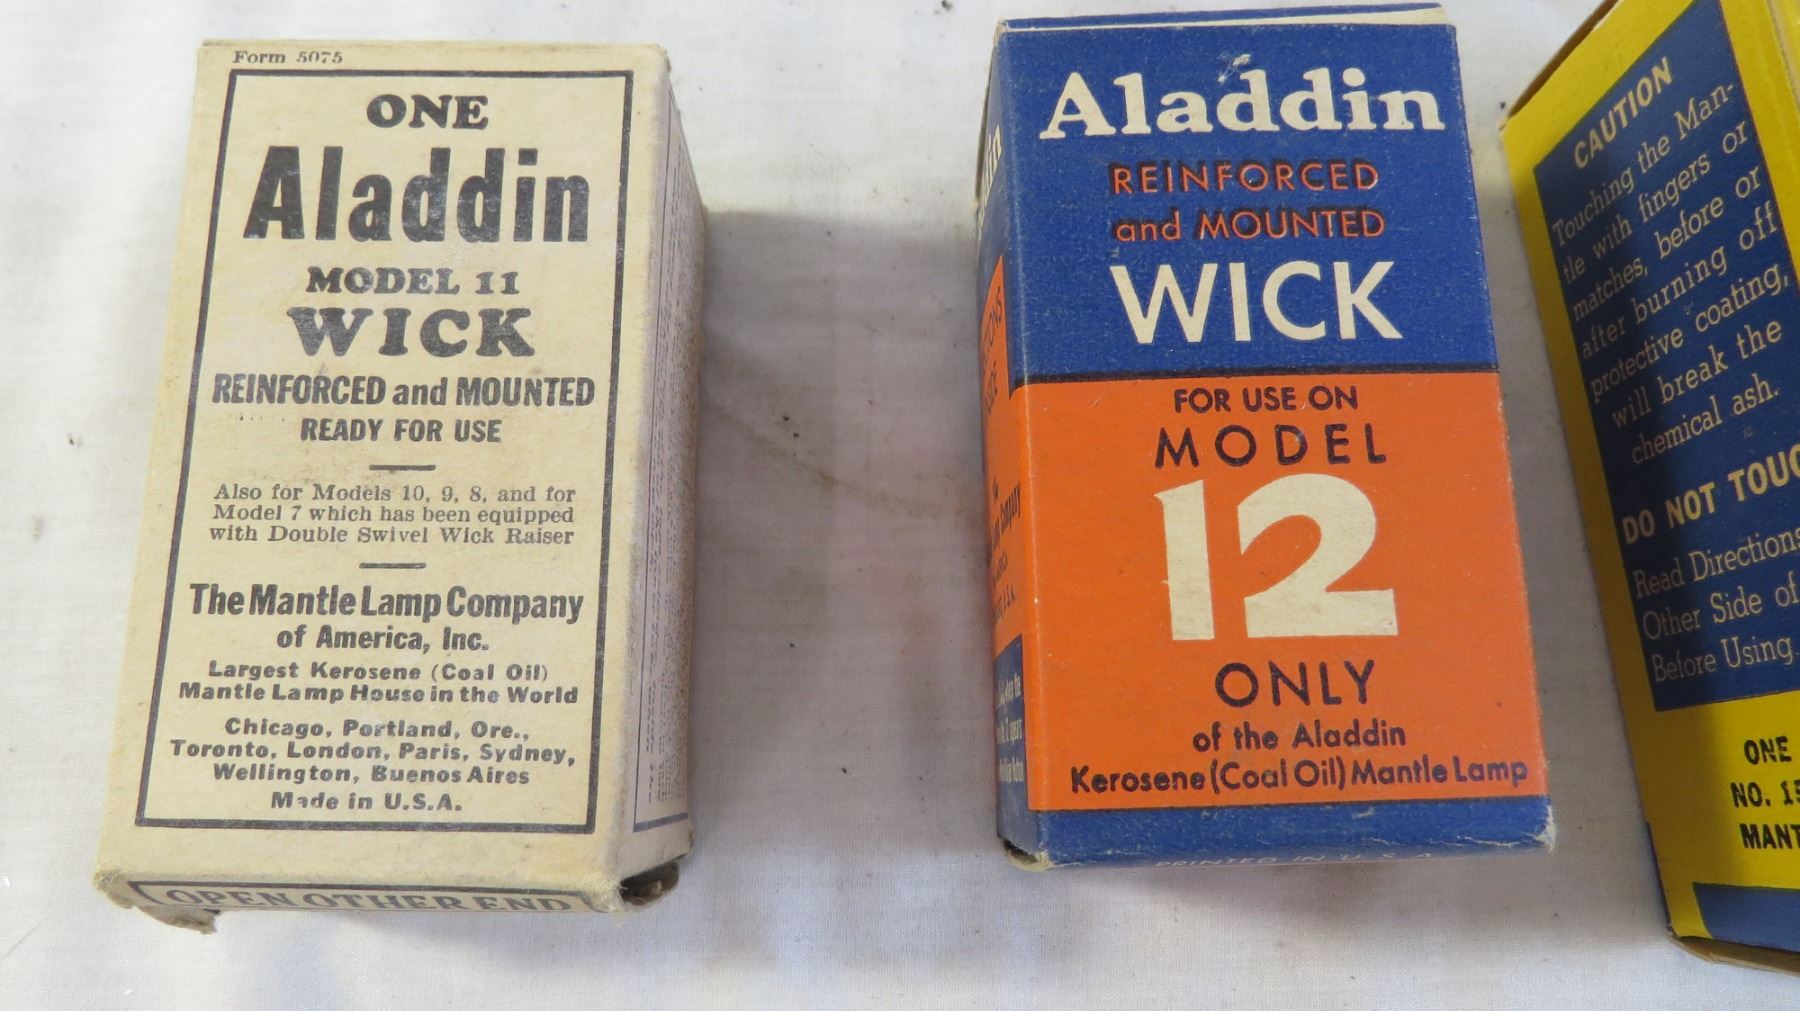 Form 5075
ONE
Aladdin
MODEL 11
WICK
REINFORCED and MOUNTED
READY FOR USE
Also for Models 10, 9, 8, and for
Model 7 which has been equipped
with Double Swivel Wick Raiser
The Mantle Lamp Company
of America, Inc.
Largest Kerosene (Coal Oil)
Mantle Lamp House in the World
Chicago, Portland, Ore.,
Toronto, London, Paris, Sydney,
Wellington, Buenos Aires
Made in U.S.A.
OPEN OTHER END
Aladdin
REINFORCED
and MOUNTED
WICK
FOR USE ON
MODEL
12
ONLY
of the Aladdin
Kerosene (Coal Oil) Mantle Lamp
PRINTED IN U.S.A.
CAUTION
Touching the Man-
tle with fingers or
matches, before or
after burning off
protective coating,
will break the
chemical ash.
DO NOT TOUC
Read Directions
Other Side of
Before Using.
ONE
NO. 15
MANT